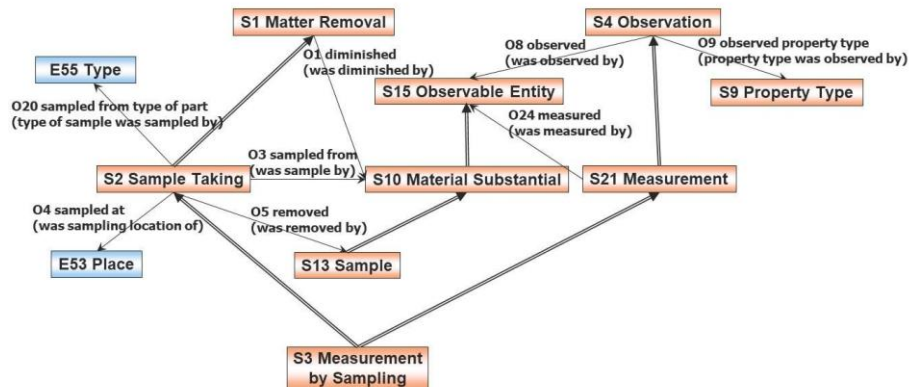 S1 Matter Removal
S4 Observation
O1 diminished
(was diminished by)
O8 observed
(was observed by)
O9 observed property type
(property type was observed by)
E55 Type
S15 Observable Entity
S9 Property Type
O20 sampled from type of part
(type of sample was sampled by)
O24 measured
(was measured by)
O3 sampled from
(was sample by)
S2 Sample Taking
S10 Material Substantial
S21 Measurement
O4 sampled at
(was sampling location of)
O5 removed
(was removed by)
E53 Place
S13 Sample
S3 Measurement
by Sampling